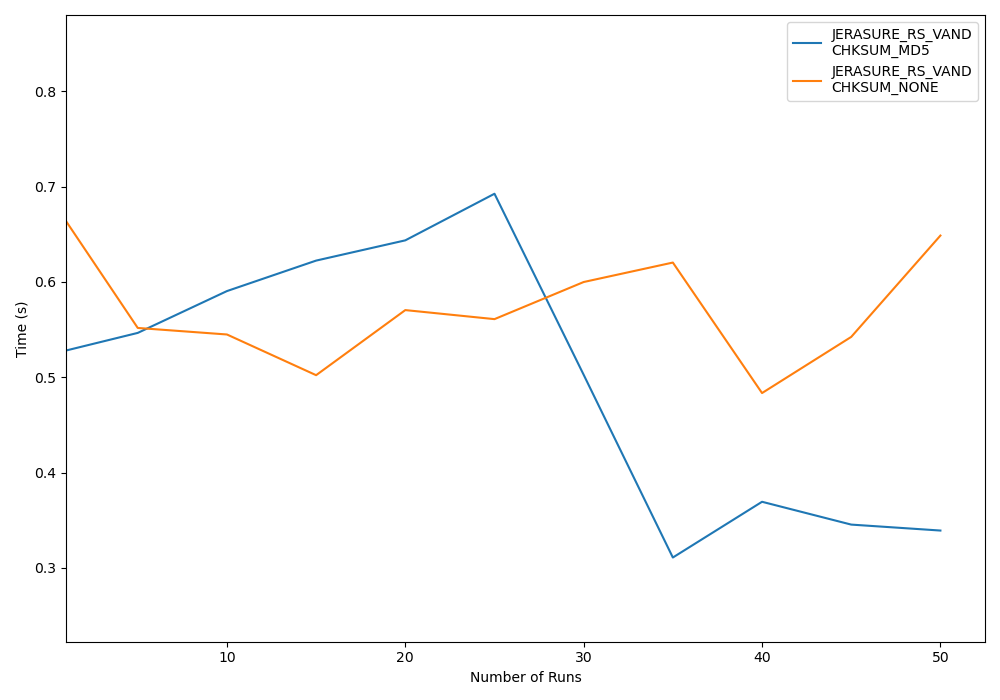 JERASURE_RS_VAND
CHKSUM_MD5
JERASURE_RS_VAND
CHKSUM_NONE
0.8
0.7
0.6
0.5
0.4
0.3
Time (s)
10 20 30 40 50
Number of Runs